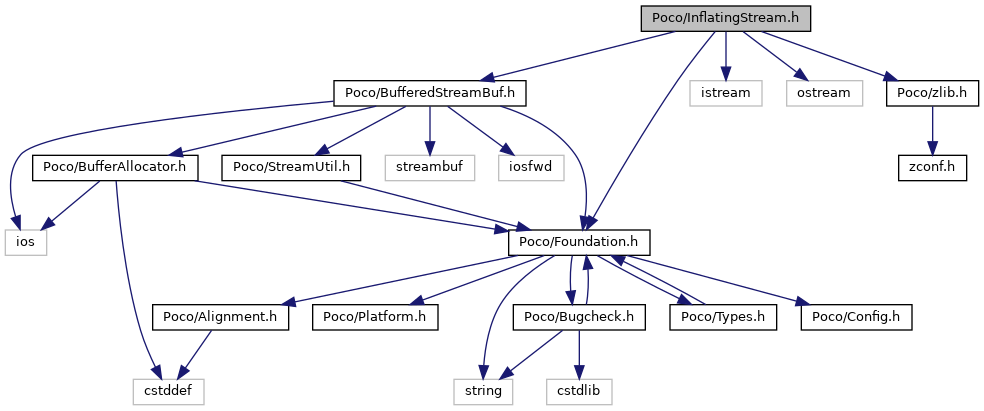 Poco/InflatingStream.h
Poco/BufferedStreamBuf.h
istream
ostream
Poco/zlib.h
Poco/BufferAllocator.h
Poco/StreamUtil.h
streambuf
iosfwd
zconf.h
ios
Poco/Foundation.h
Poco/Alignment.h
Poco/Platform.h
Poco/Bugcheck.h
Poco/Types.h
Poco/Config.h
cstddef
string
cstdlib